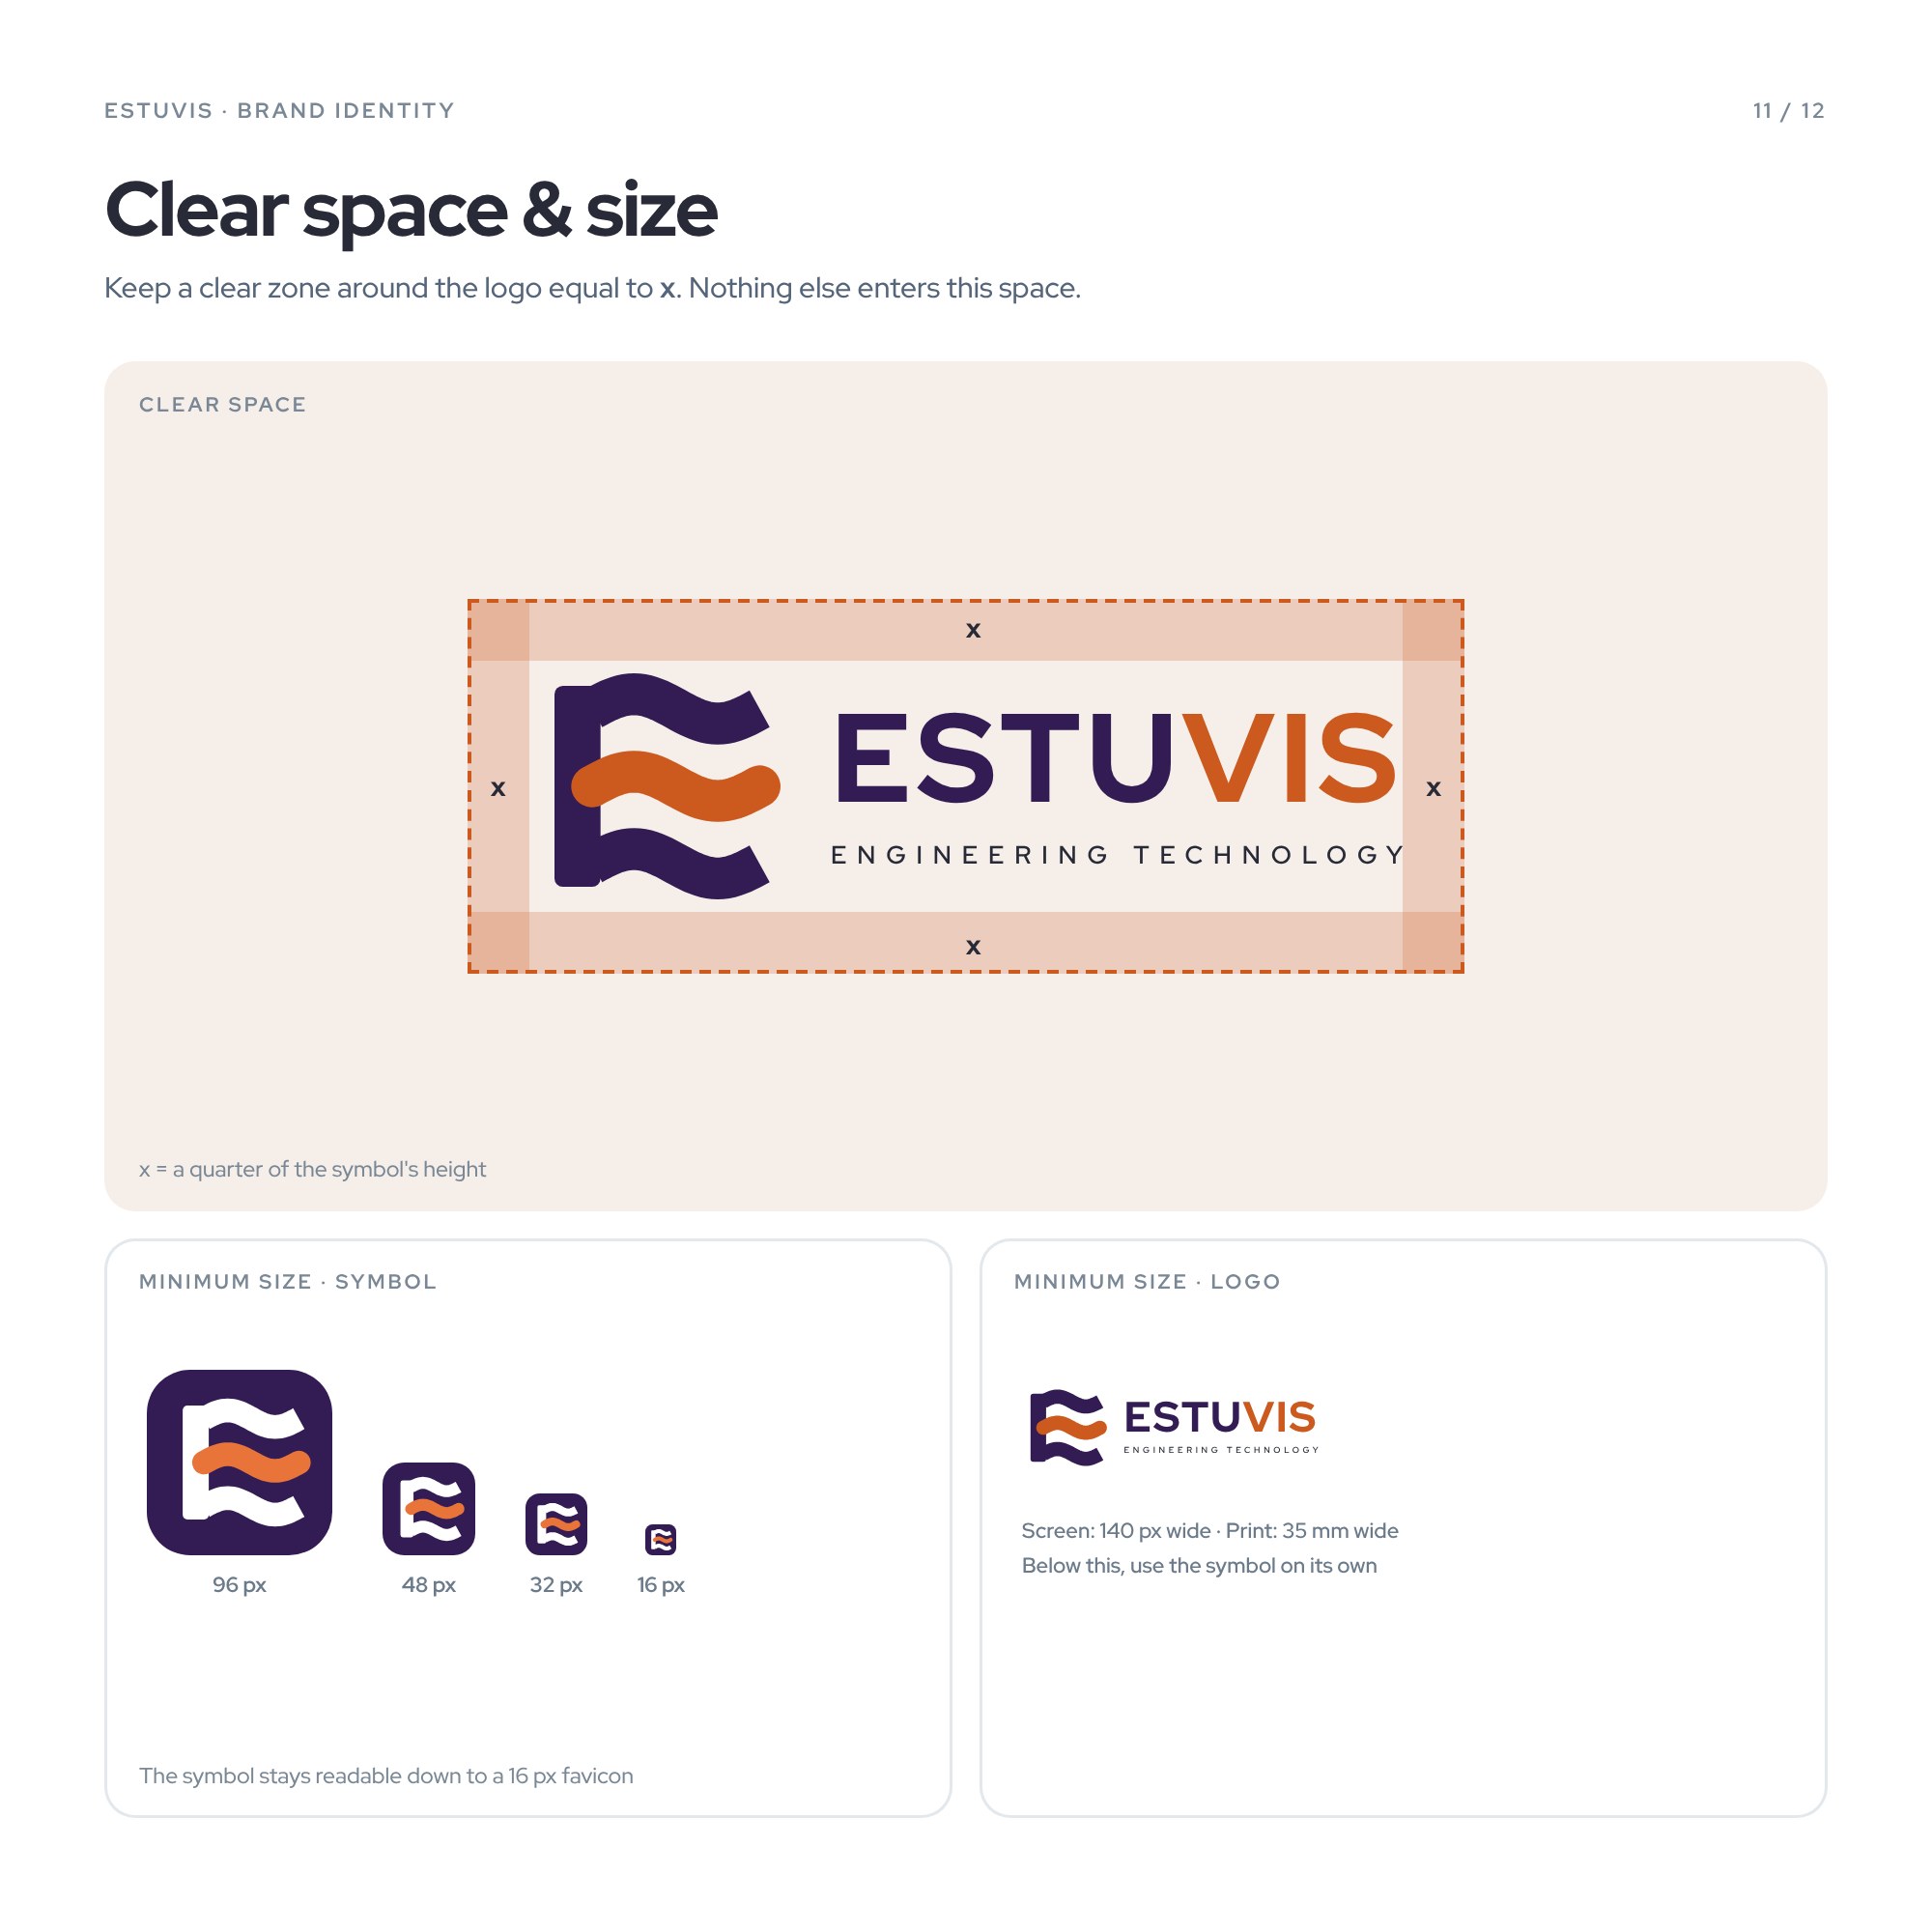 ESTUVIS · BRAND IDENTITY
11 / 12
Clear space & size
Keep a clear zone around the logo equal to x. Nothing else enters this space.
CLEAR SPACE
x
x
ESTUVIS
x
ENGINEERING TECHNOLOGY
x
x = a quarter of the symbol's height
MINIMUM SIZE · SYMBOL
96 px
48 px
32 px
16 px
The symbol stays readable down to a 16 px favicon
MINIMUM SIZE · LOGO
ESTUVIS
ENGINEERING TECHNOLOGY
Screen: 140 px wide · Print: 35 mm wide
Below this, use the symbol on its own